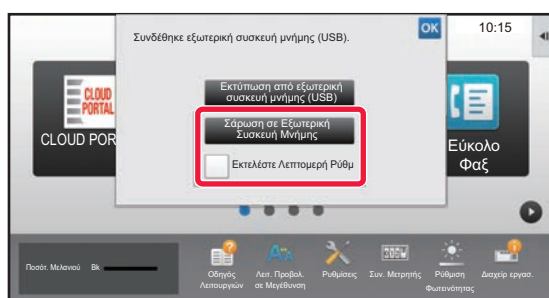 Συνδέθηκε εξωτερική συσκευή μνήμης (USB).
OK
10:15
Εκτύπωση από εξωτερική
συσκευή μνήμης (USB)
Σάρωση σε Εξωτερική
Συσκευή Μνήμης
Εκτελέστε Λεπτομερή Ρύθμ
CLOUD
PORTAL
CLOUD POR
Εύκολο
Φαξ
Ποσότ. Μελανιού Bk
Οδηγός
Λειτουργιών
Λειτ. Προβολ.
σε Μεγέθυνση
Ρυθμίσεις
Συν. Μετρητής
Ρύθμιση
Φωτεινότητας
Διαχείρ εργασ.